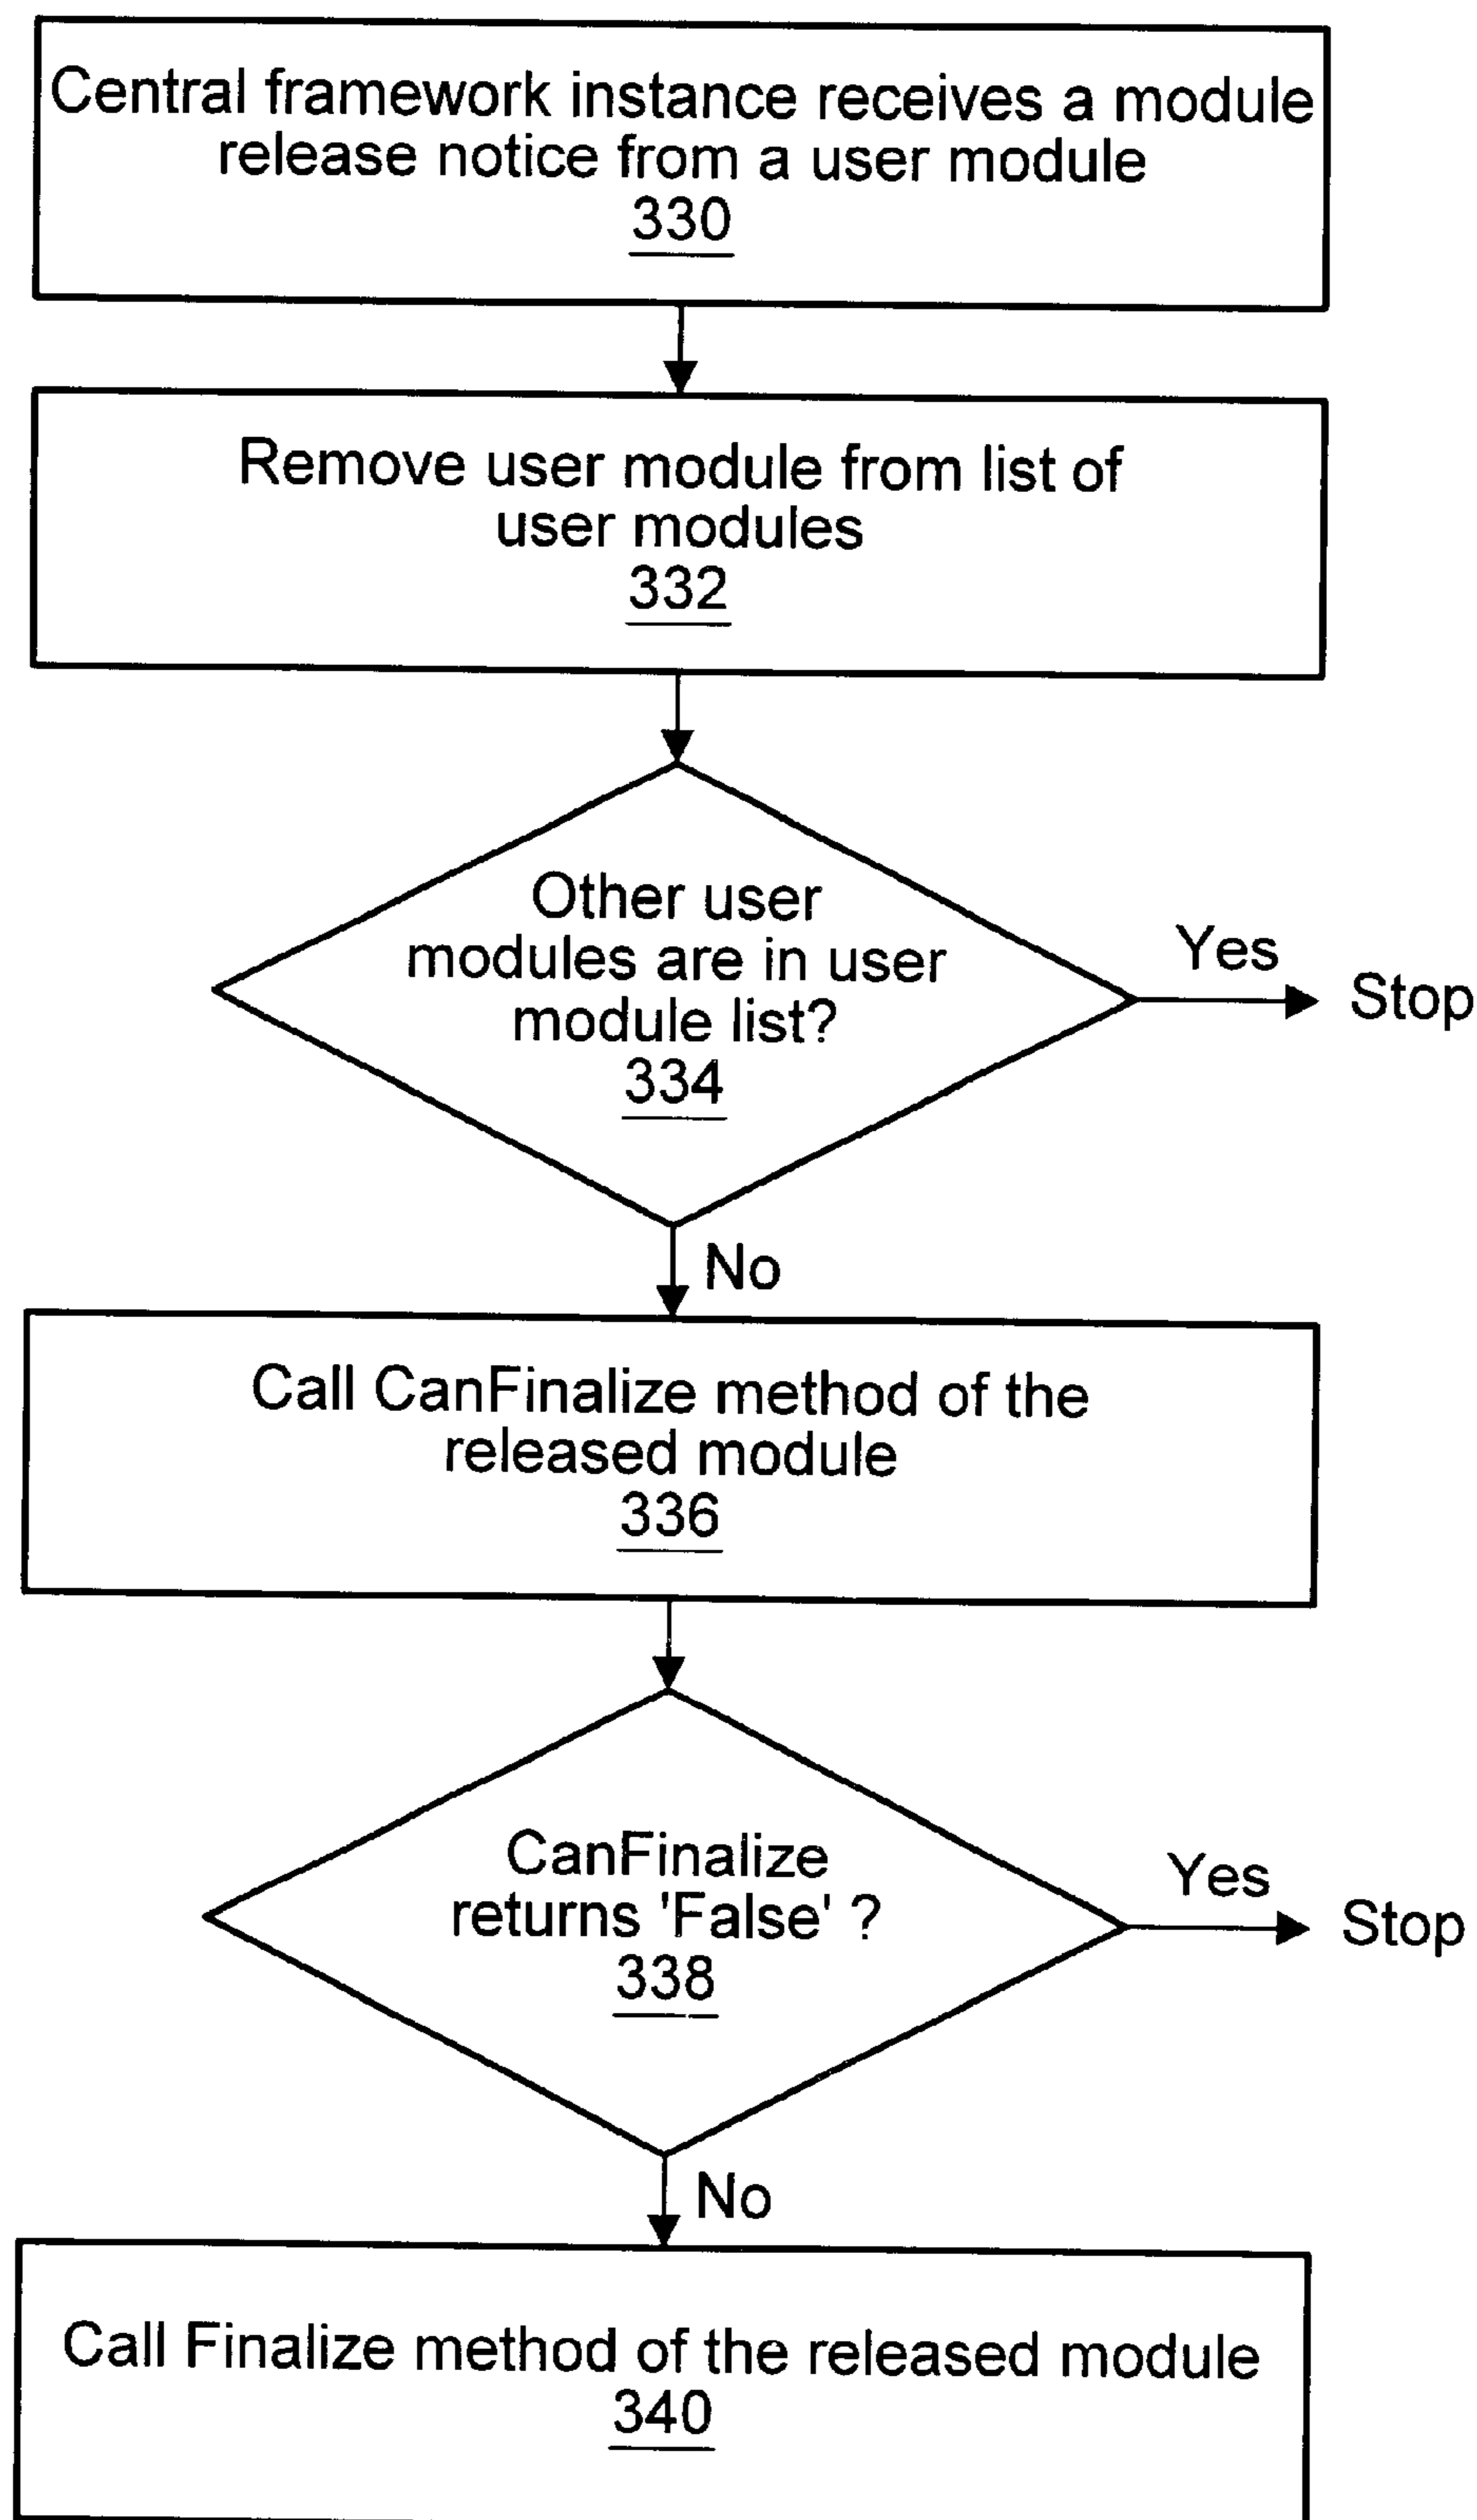 Central framework instance receives a module
release notice from a user module
330
Remove user module from list of
user modules
332
Other user
modules are in user
module list?
334
Yes
Stop
No
Call CanFinalize method of the
released module
336
CanFinalize
returns 'False' ?
338
Yes
Stop
No
Call Finalize method of the released module
340